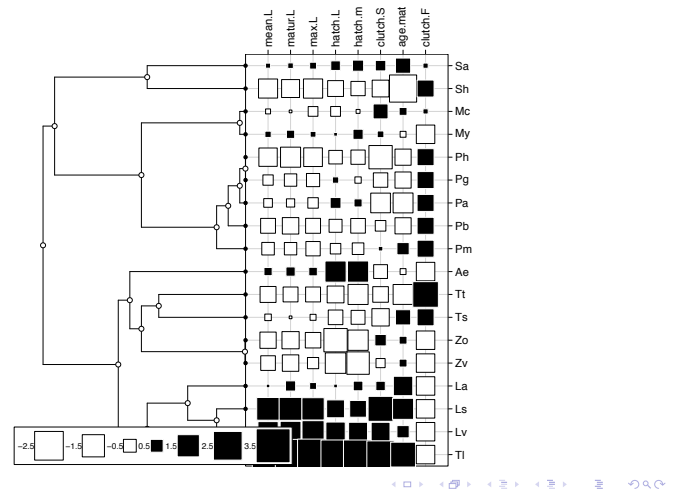 mean.L matur.L max.L hatch.L hatch.m clutch.S age.mat clutch.F
Sa
Sh
Mc
My
Ph
Pg
Pa
Pb
Pm
Ae
Tt
Ts
Zo
Zv
La
Ls
Lv
Tl
−2.5 −1.5 −0.5 0.5 1.5 2.5 3.5